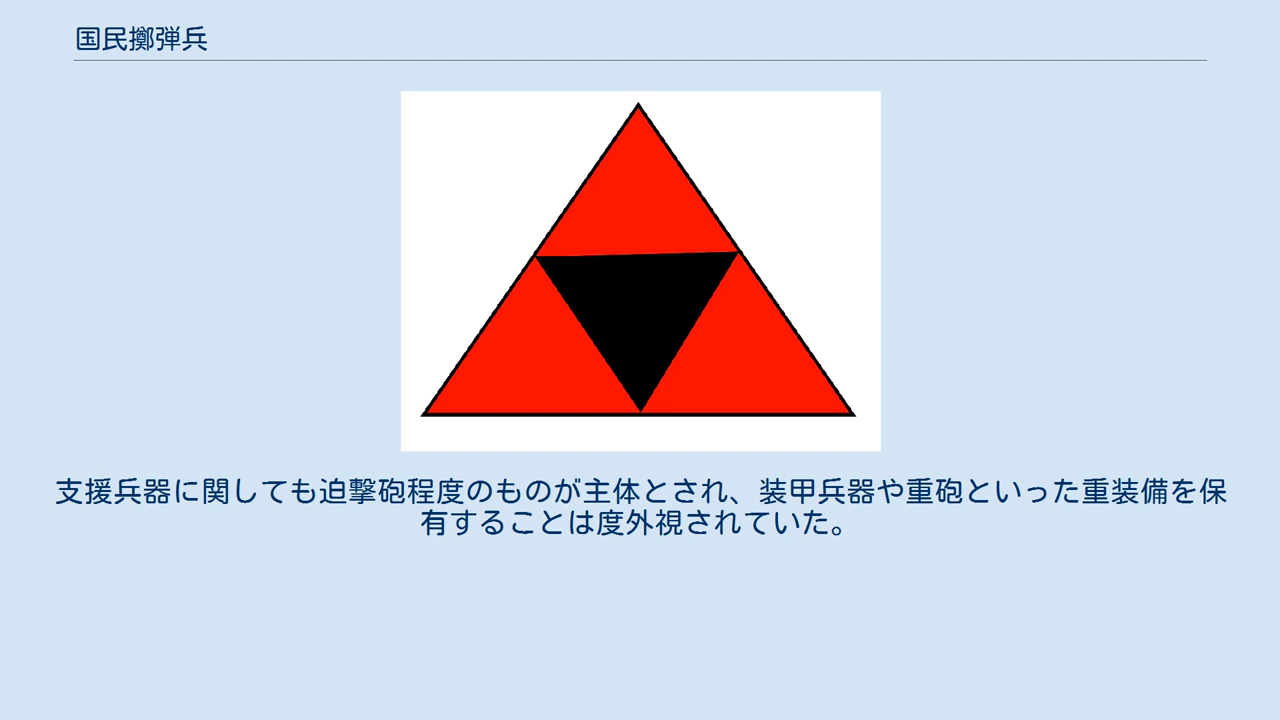 国民擲弾兵
支援兵器に関しても迫撃砲程度のものが主体とされ、装甲兵器や重砲といった重装備を保
有することは度外視されていた。